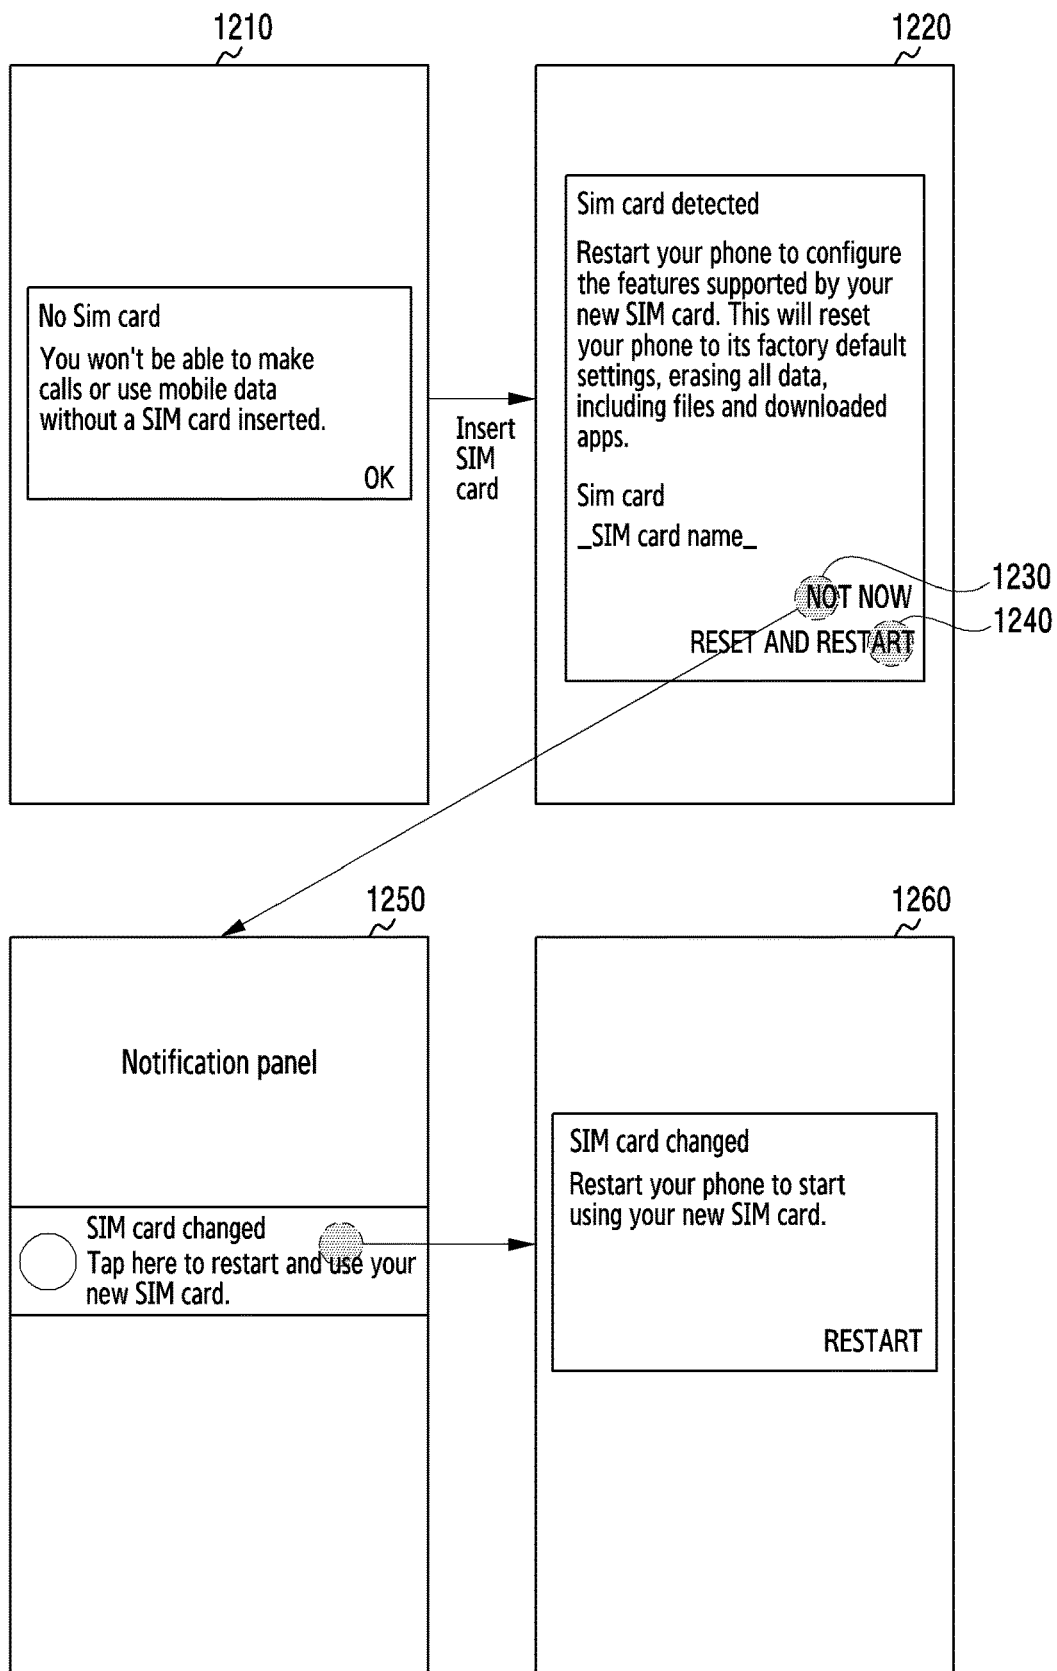 1210
No Sim card
You won't be able to make
calls or use mobile data
without a SIM card inserted.
OK
Insert
SIM
card
1220
Sim card detected
Restart your phone to configure
the features supported by your
new SIM card. This will reset
your phone to its factory default
settings, erasing all data,
including files and downloaded
apps.
Sim card
_SIM card name_
NOT NOW
1230
RESET AND RESTART
1240
1250
Notification panel
SIM card changed
Tap here to restart and use your
new SIM card.
1260
SIM card changed
Restart your phone to start
using your new SIM card.
RESTART